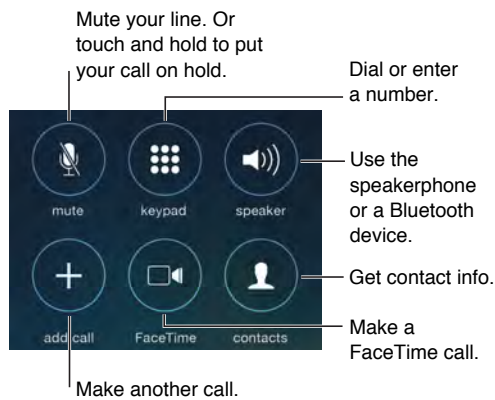 Mute your line. Or
touch and hold to put
your call on hold.
Dial or enter
a number.
mute
keypad
speaker
Use the
speakerphone
or a Bluetooth
device.
add call
FaceTime
contacts
Get contact info.
Make a
FaceTime call.
Make another call.